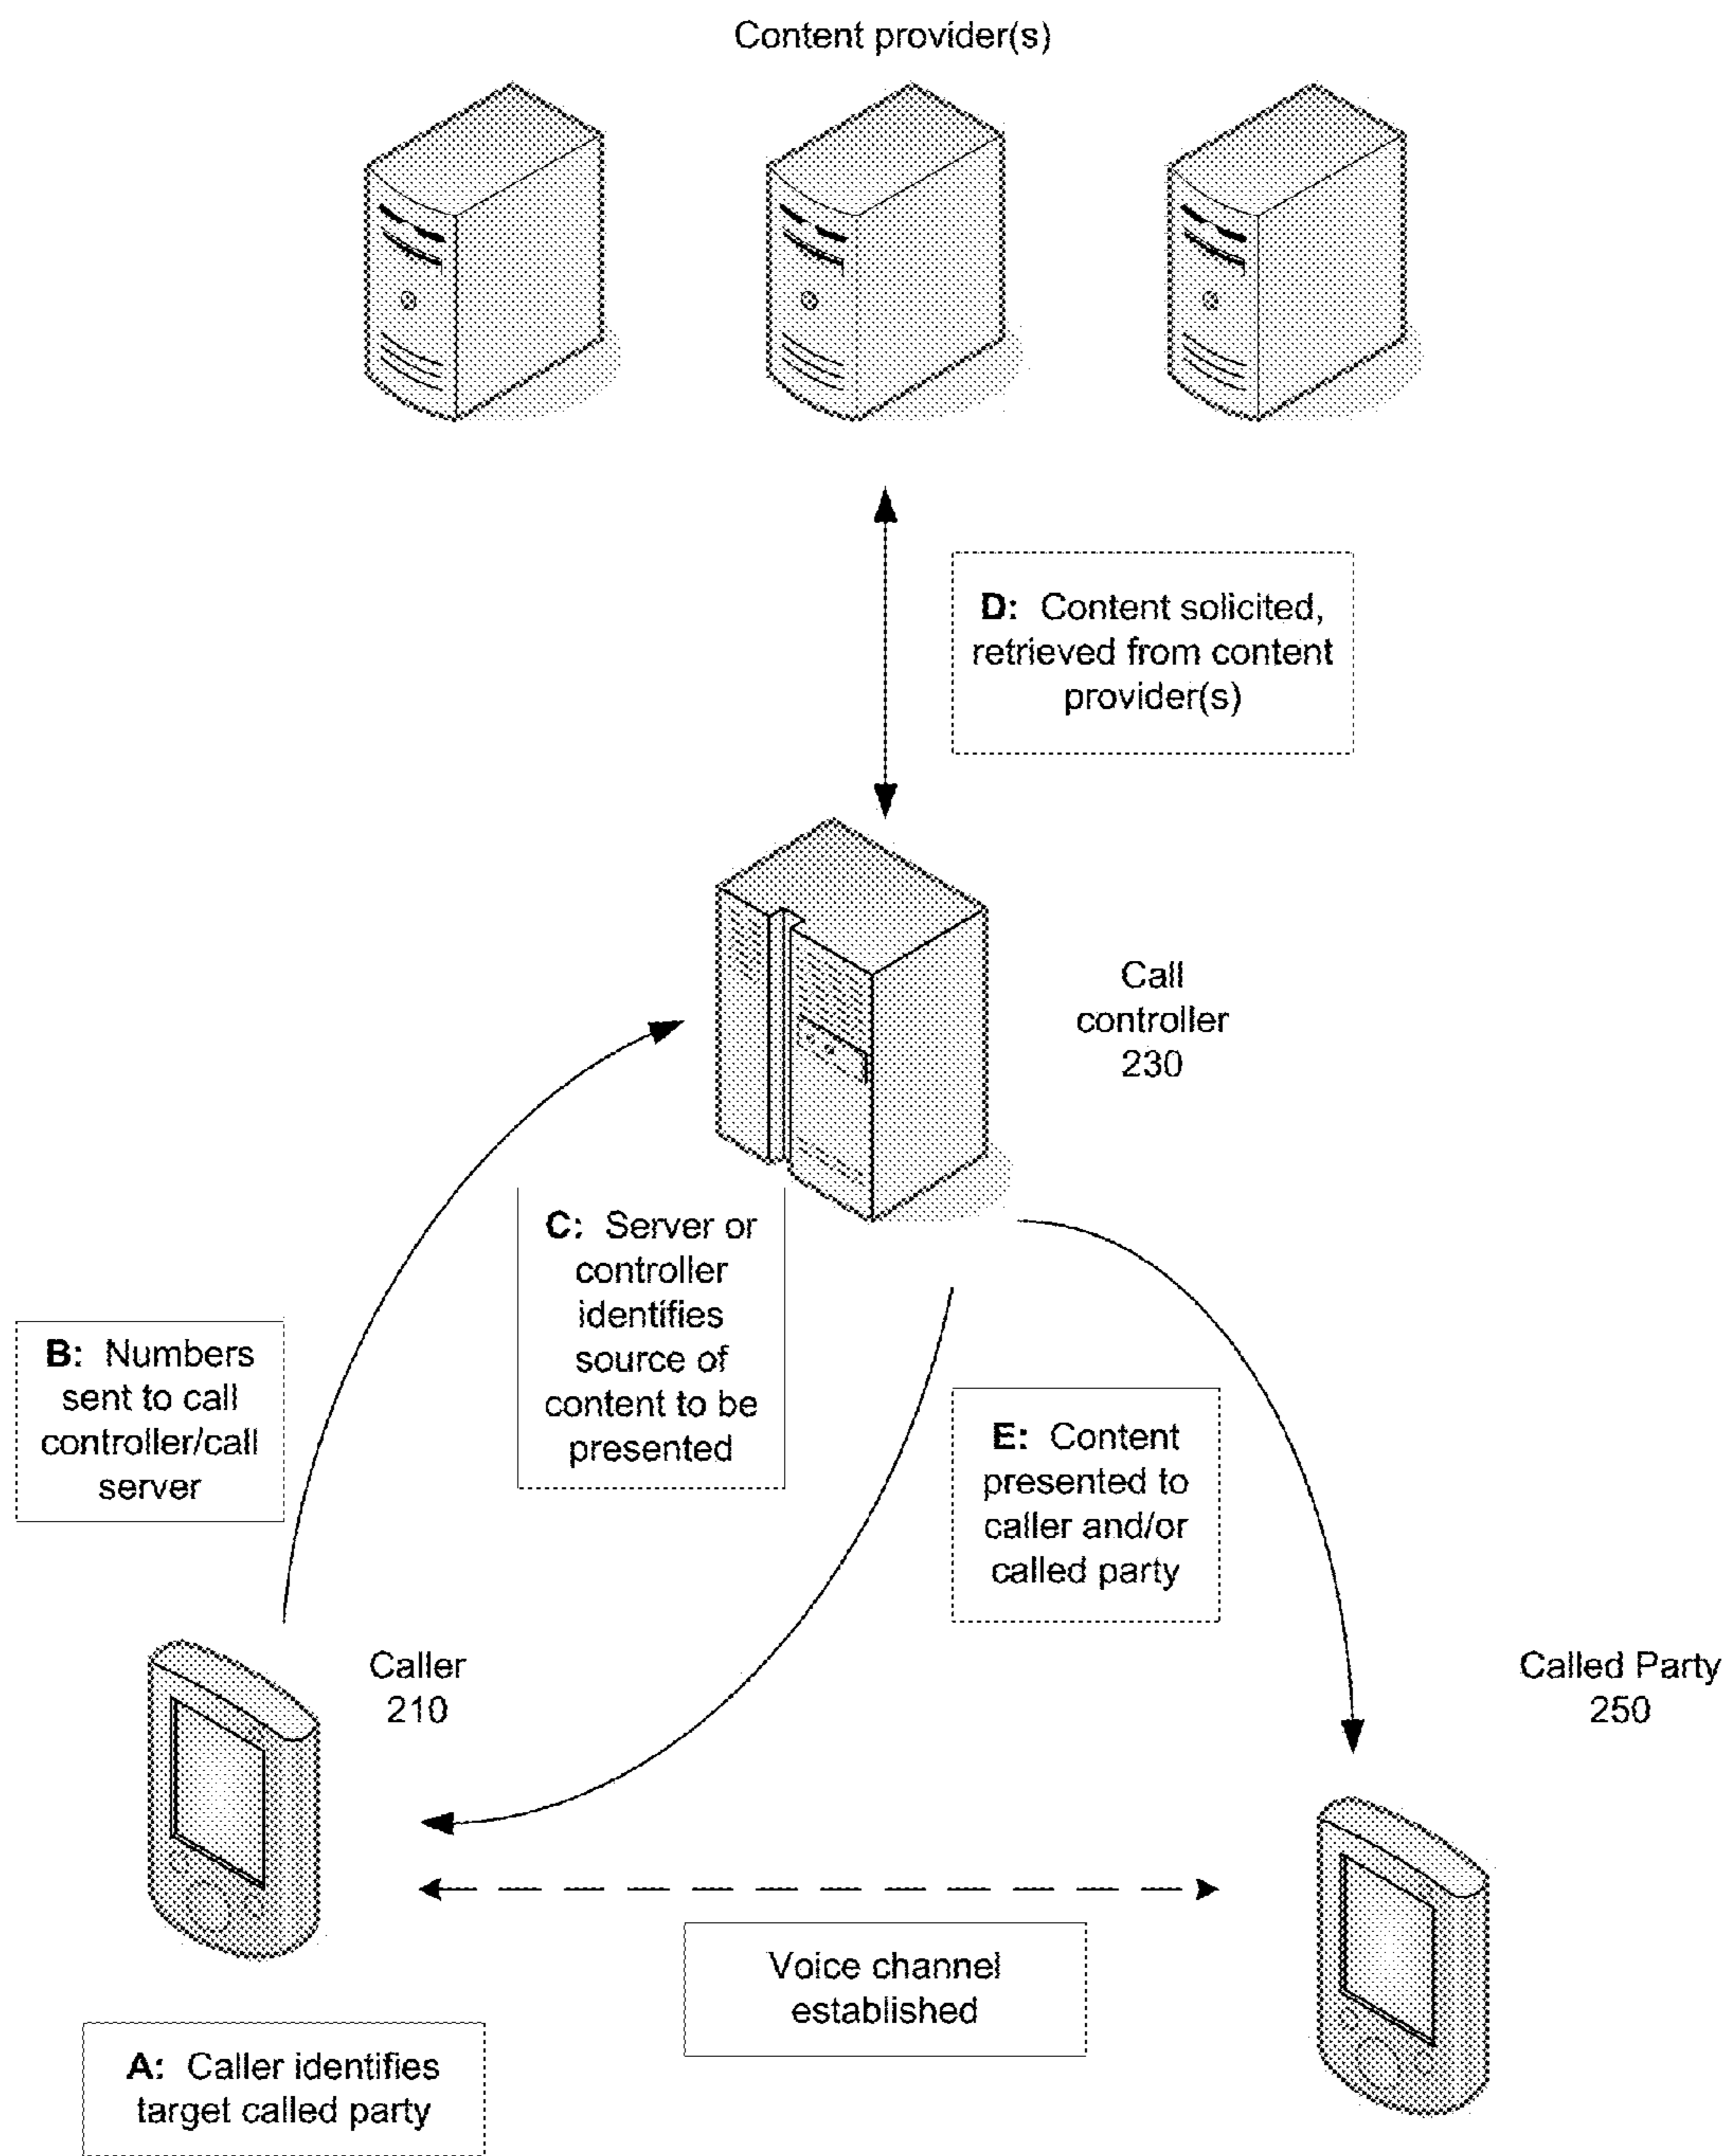 Content provider(s)
D: Content solicited,
retrieved from content
provider(s)
Call
controller
230
C: Server or
controller
identifies
source of
content to be
presented
B: Numbers
sent to call
controller/call
server
E: Content
presented to
caller and/or
called party
Caller
210
Called Party
250
Voice channel
established
A: Caller identifies
target called party